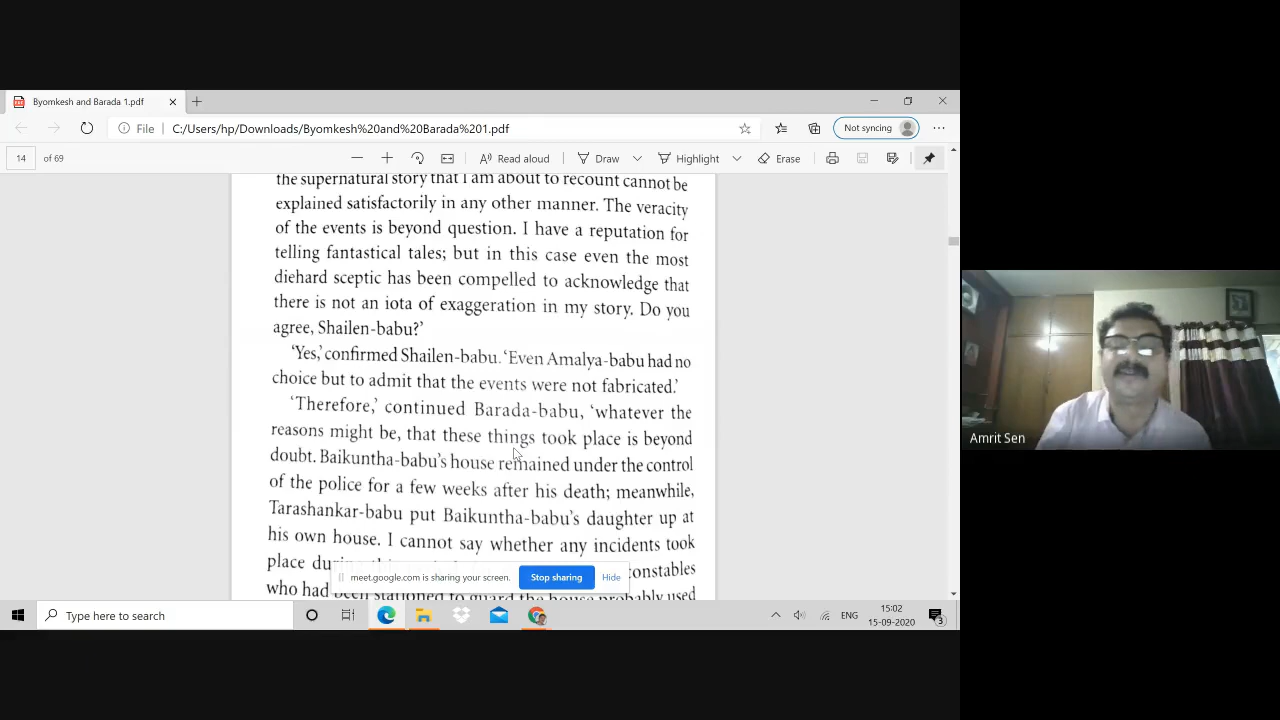 Byomkesh and Barada 1.pdf
File C:/Users/hp/Downloads/Byomkesh%20and%20Barada%201.pdf
Not syncing
14 of 69
Read aloud
Draw
Highlight
Erase
the supernatural story that I am about to recount cannot be
explained satisfactorily in any other manner. The veracity
of the events is beyond question. I have a reputation for
telling fantastical tales; but in this case even the most
diehard sceptic has been compelled to acknowledge that
there is not an iota of exaggeration in my story. Do you
agree, Shailen-babu?’
‘Yes,’ confirmed Shailen-babu. ‘Even Amalya-babu had no
choice but to admit that the events were not fabricated.’
‘Therefore,’ continued Barada-babu, ‘whatever the
reasons might be, that these things took place is beyond
doubt. Baikuntha-babu’s house remained under the control
of the police for a few weeks after his death; meanwhile,
Tarashankar-babu put Baikuntha-babu’s daughter up at
his own house. I cannot say whether any incidents took
place
who had been stationed to guard the house probably used
meet.google.com is sharing your screen.
Stop sharing
Hide
Amrit Sen
Type here to search
ENG
15:02
15-09-2020
3